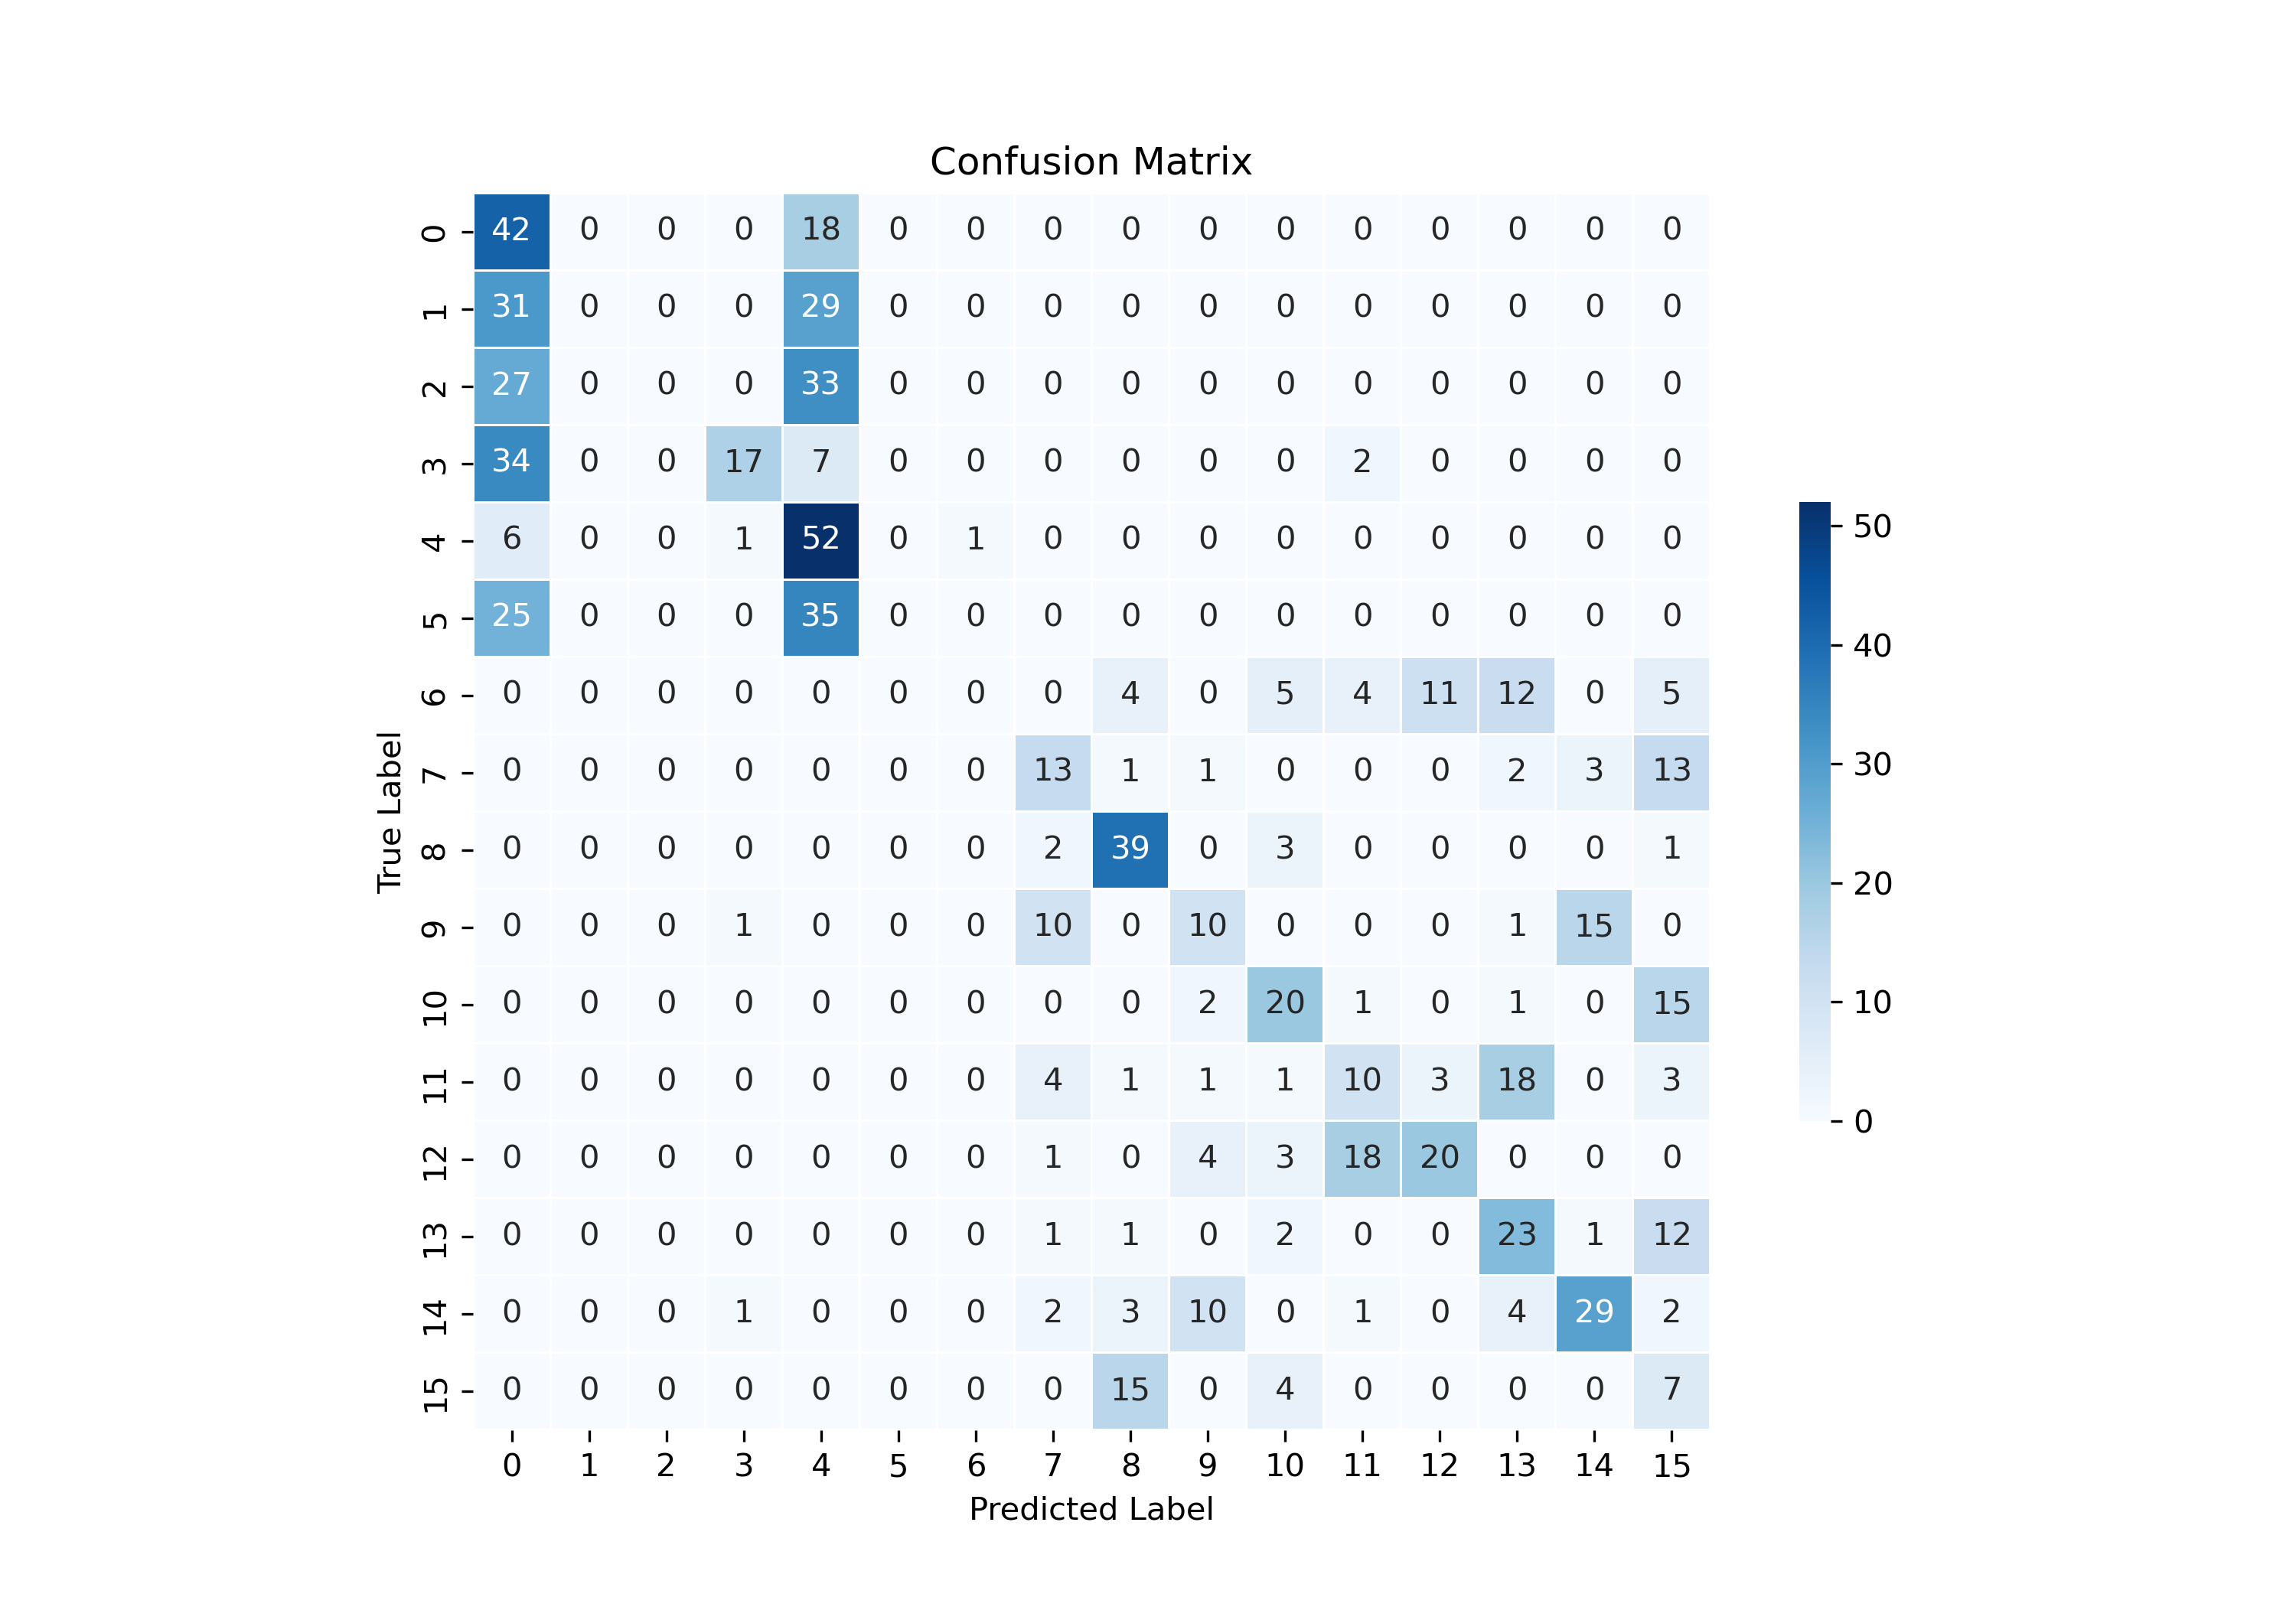 Confusion Matrix
0 42 0 0 0 18 0 0 0 0 0 0 0 0 0 0 0
1 31 0 0 0 29 0 0 0 0 0 0 0 0 0 0 0
2 27 0 0 0 33 0 0 0 0 0 0 0 0 0 0 0
3 34 0 0 17 7 0 0 0 0 0 0 2 0 0 0 0
4 6 0 0 1 52 0 1 0 0 0 0 0 0 0 0 0
5 25 0 0 0 35 0 0 0 0 0 0 0 0 0 0 0
6 0 0 0 0 0 0 0 0 4 0 5 4 11 12 0 5
7 0 0 0 0 0 0 0 13 1 1 0 0 0 2 3 13
8 0 0 0 0 0 0 0 2 39 0 3 0 0 0 0 1
9 0 0 0 1 0 0 0 10 0 10 0 0 0 1 15 0
10 0 0 0 0 0 0 0 0 0 2 20 1 0 1 0 15
11 0 0 0 0 0 0 0 4 1 1 1 10 3 18 0 3
12 0 0 0 0 0 0 0 1 0 4 3 18 20 0 0 0
13 0 0 0 0 0 0 0 1 1 0 2 0 0 23 1 12
14 0 0 0 1 0 0 0 2 3 10 0 1 0 4 29 2
15 0 0 0 0 0 0 0 0 15 0 4 0 0 0 0 7
0 1 2 3 4 5 6 7 8 9 10 11 12 13 14 15
Predicted Label
True Label
50
40
30
20
10
0